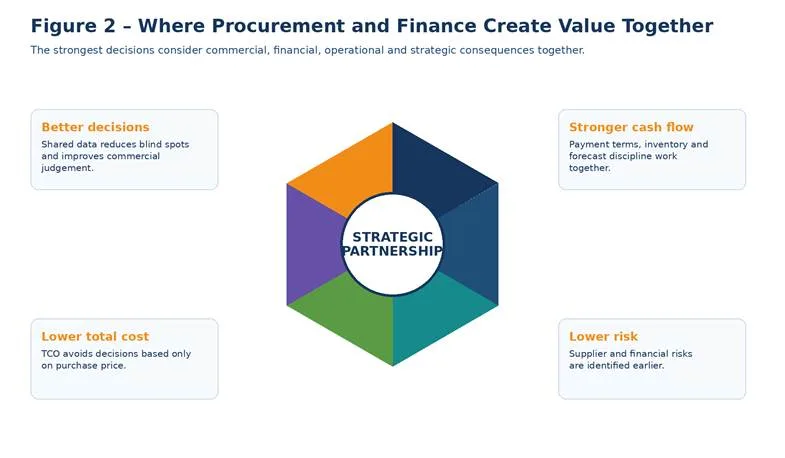 Figure 2 – Where Procurement and Finance Create Value Together
The strongest decisions consider commercial, financial, operational and strategic consequences together.
Better decisions
Shared data reduces blind spots
and improves commercial
judgement.
Stronger cash flow
Payment terms, inventory and
forecast discipline work
together.
STRATEGIC
PARTNERSHIP
Lower total cost
TCO avoids decisions based only
on purchase price.
Lower risk
Supplier and financial risks
are identified earlier.